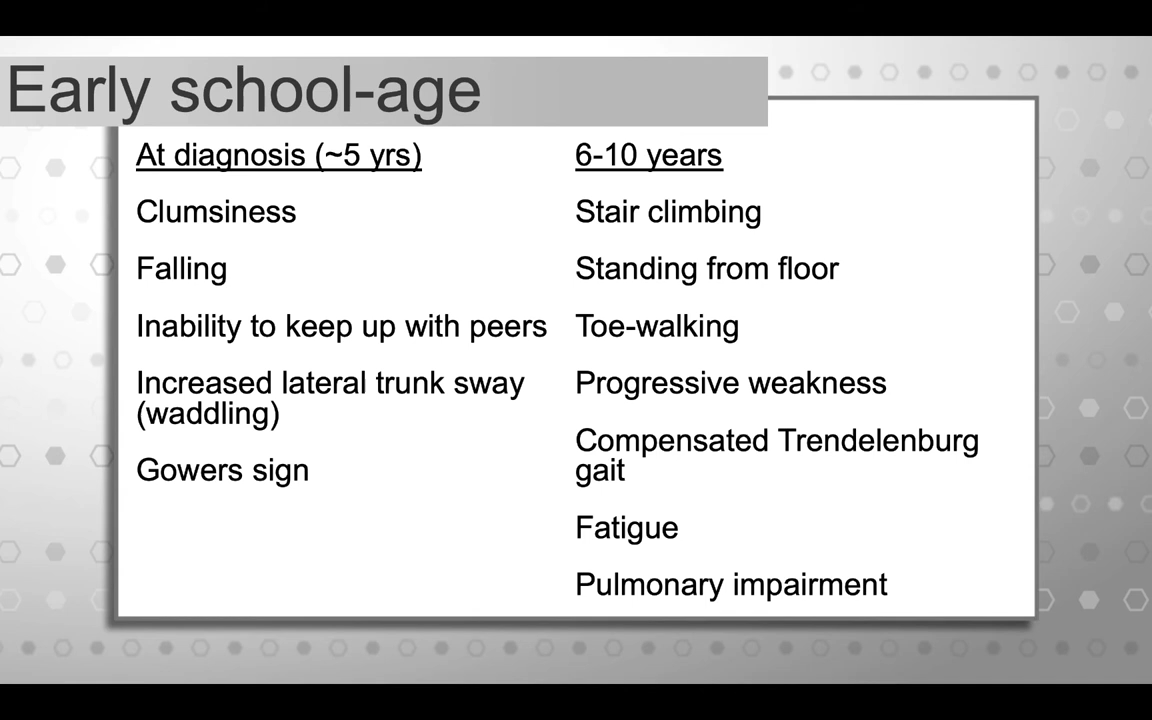 Early school-age
At diagnosis (~5 yrs)
Clumsiness
Falling
Inability to keep up with peers
Increased lateral trunk sway
(waddling)
Gowers sign
6-10 years
Stair climbing
Standing from floor
Toe-walking
Progressive weakness
Compensated Trendelenburg
gait
Fatigue
Pulmonary impairment